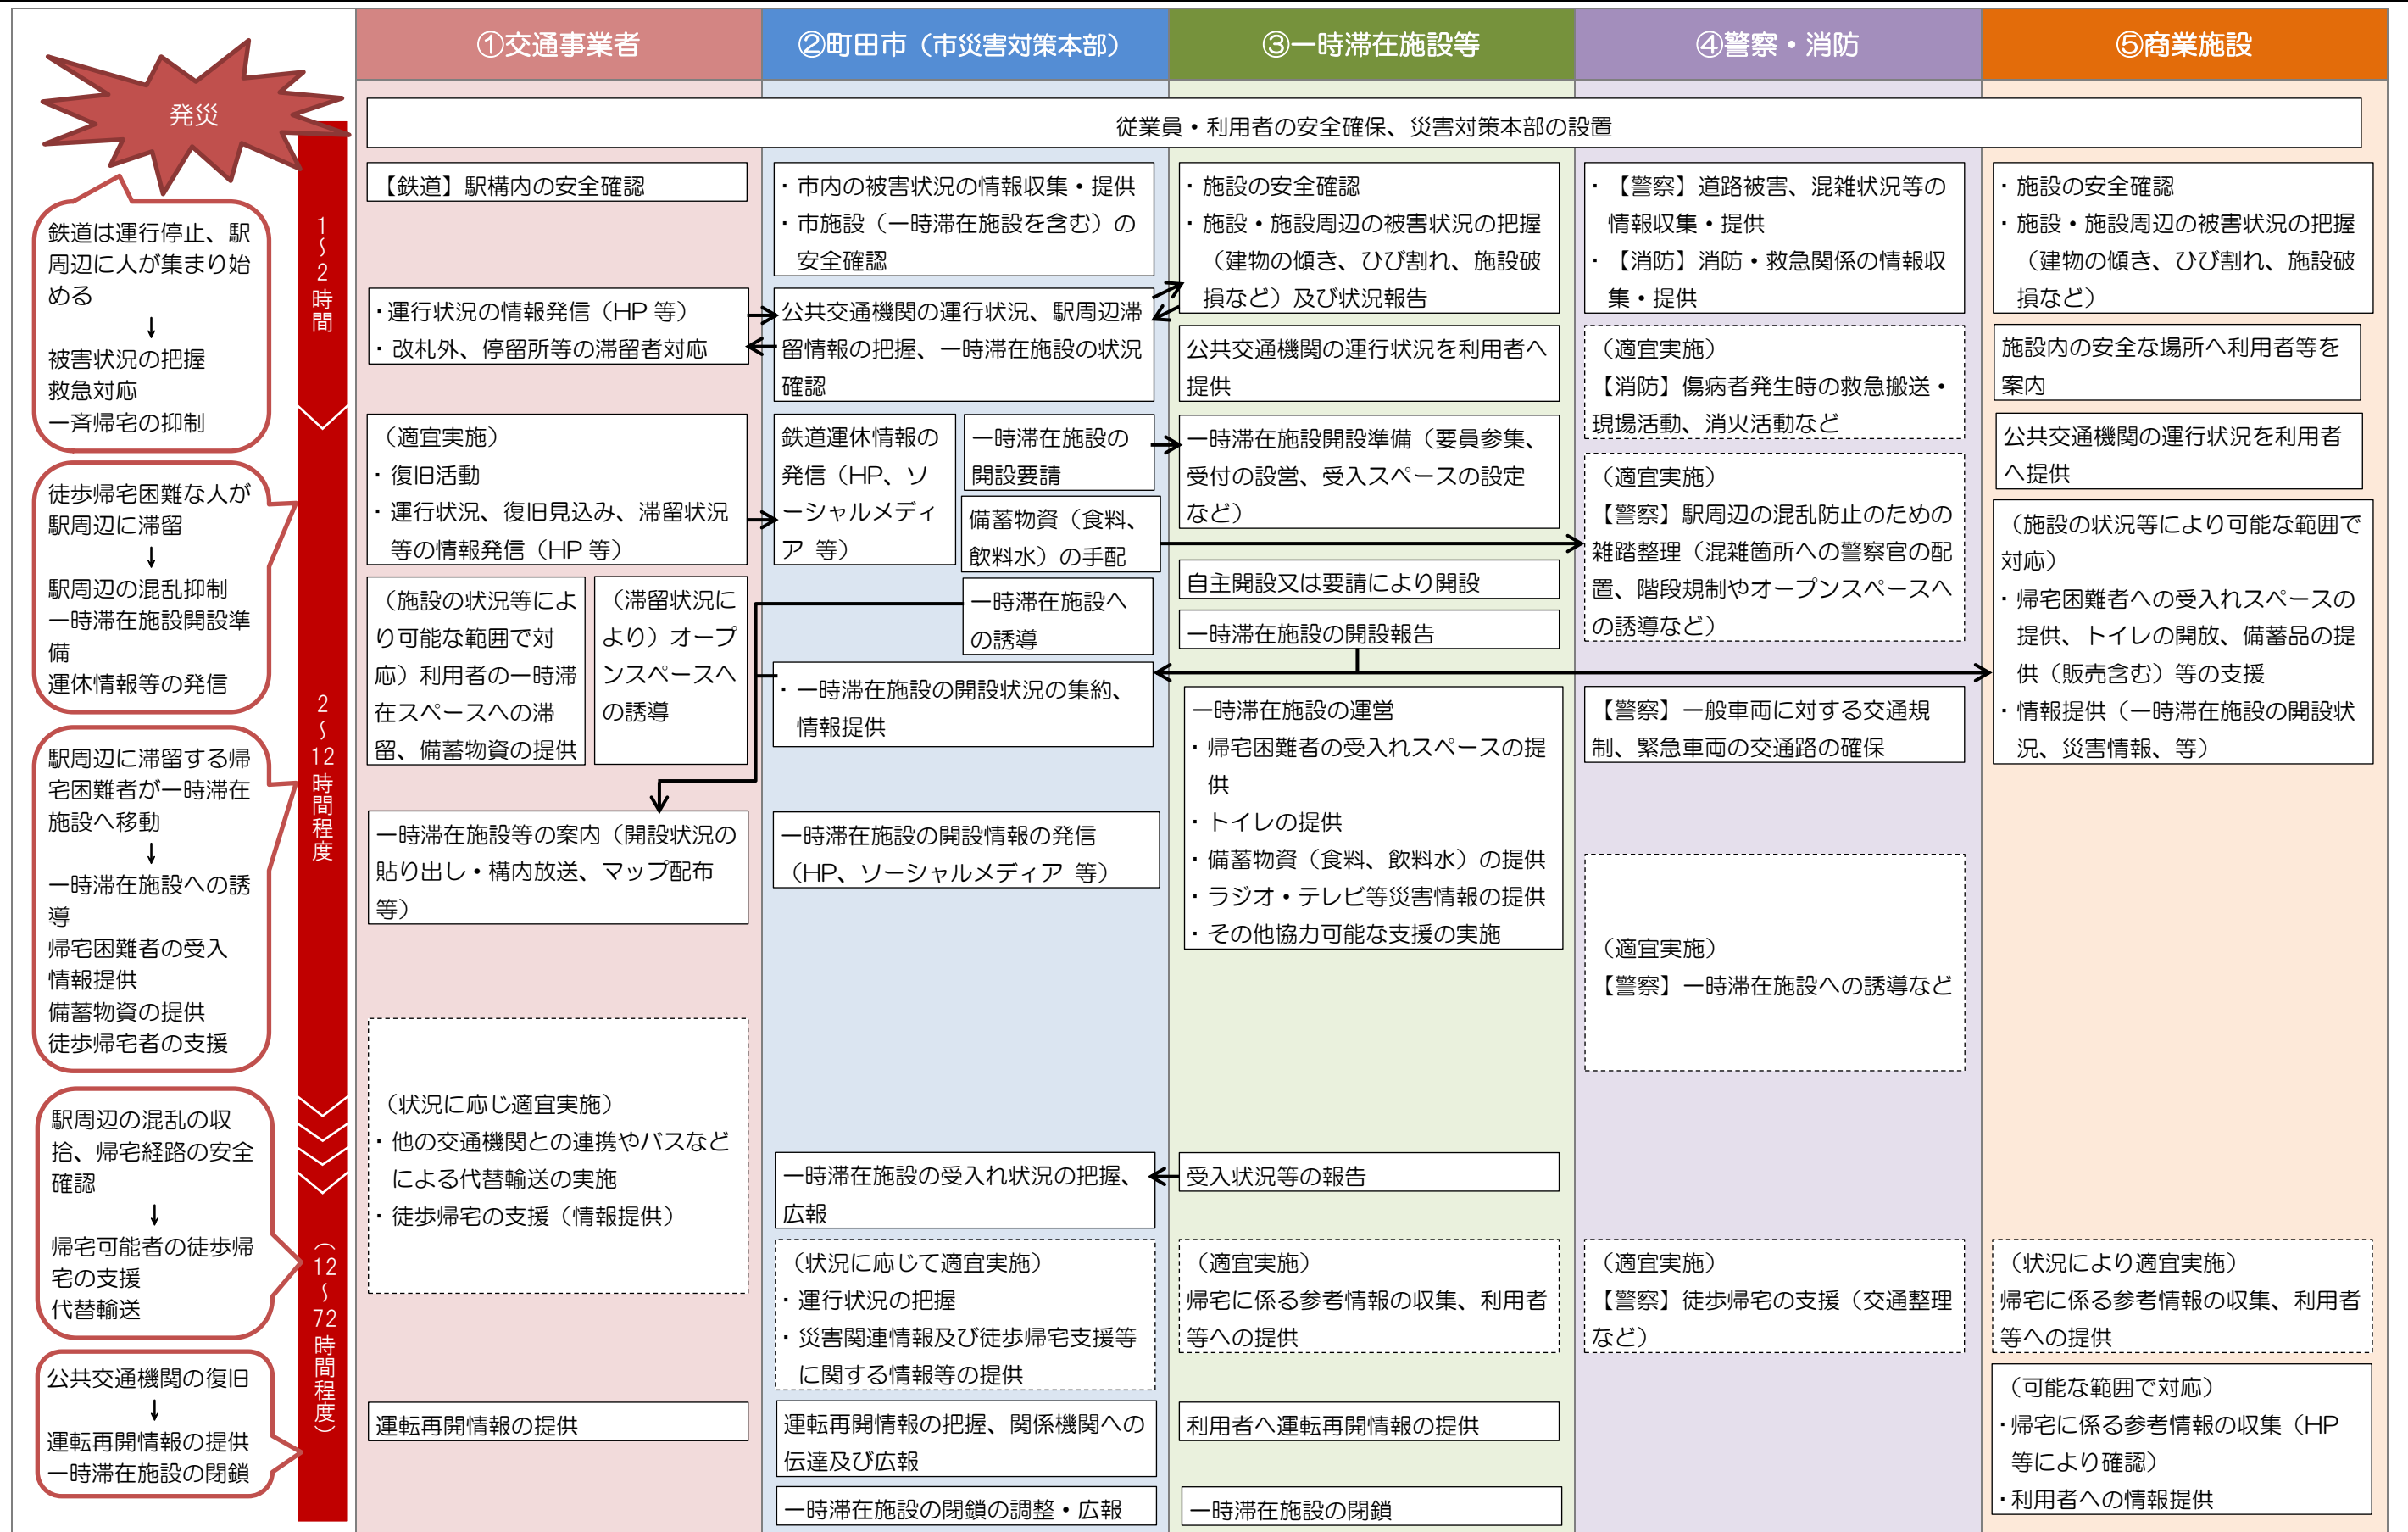 ①交通事業者
②町田市（市災害対策本部）
③一時滞在施設等
④警察・消防
⑤商業施設
発災
従業員・利用者の安全確保、災害対策本部の設置
1～2時間
鉄道は運行停止、駅
周辺に人が集まり始
める
↓
被害状況の把握
救急対応
一斉帰宅の抑制
【鉄道】駅構内の安全確認
・運行状況の情報発信（HP 等）
・改札外、停留所等の滞留者対応
・市内の被害状況の情報収集・提供
・市施設（一時滞在施設を含む）の
安全確認
公共交通機関の運行状況、駅周辺滞
留情報の把握、一時滞在施設の状況
確認
・施設の安全確認
・施設・施設周辺の被害状況の把握
（建物の傾き、ひび割れ、施設破
損など）及び状況報告
公共交通機関の運行状況を利用者へ
提供
・【警察】道路被害、混雑状況等の
情報収集・提供
・【消防】消防・救急関係の情報収
集・提供
（適宜実施）
【消防】傷病者発生時の救急搬送・
現場活動、消火活動など
・施設の安全確認
・施設・施設周辺の被害状況の把握
（建物の傾き、ひび割れ、施設破
損など）
施設内の安全な場所へ利用者等を
案内
公共交通機関の運行状況を利用者
へ提供
2～12時間程度
徒歩帰宅困難な人が
駅周辺に滞留
↓
駅周辺の混乱抑制
一時滞在施設開設準
備
運休情報等の発信
駅周辺に滞留する帰
宅困難者が一時滞在
施設へ移動
↓
一時滞在施設への誘
導
帰宅困難者の受入
情報提供
備蓄物資の提供
徒歩帰宅者の支援
（適宜実施）
・復旧活動
・運行状況、復旧見込み、滞留状況
等の情報発信（HP 等）
（施設の状況等によ
り可能な範囲で対
応）利用者の一時滞
在スペースへの滞
留、備蓄物資の提供
（滞留状況に
より）オープ
ンスペースへ
の誘導
一時滞在施設等の案内（開設状況の
貼り出し・構内放送、マップ配布
等）
鉄道運休情報の
発信（HP、ソ
ーシャルメディ
ア 等）
一時滞在施設の
開設要請
備蓄物資（食料、
飲料水）の手配
一時滞在施設へ
の誘導
・一時滞在施設の開設状況の集約、
情報提供
一時滞在施設の開設情報の発信
（HP、ソーシャルメディア 等）
一時滞在施設開設準備（要員参集、
受付の設営、受入スペースの設定
など）
自主開設又は要請により開設
一時滞在施設の開設報告
一時滞在施設の運営
・帰宅困難者の受入れスペースの提
供
・トイレの提供
・備蓄物資（食料、飲料水）の提供
・ラジオ・テレビ等災害情報の提供
・その他協力可能な支援の実施
（適宜実施）
【警察】駅周辺の混乱防止のための
雑踏整理（混雑箇所への警察官の配
置、階段規制やオープンスペースへ
の誘導など）
【警察】一般車両に対する交通規
制、緊急車両の交通路の確保
（適宜実施）
【警察】一時滞在施設への誘導など
（施設の状況等により可能な範囲で
対応）
・帰宅困難者への受入れスペースの
提供、トイレの開放、備蓄品の提
供（販売含む）等の支援
・情報提供（一時滞在施設の開設状
況、災害情報、等）
（12～72時間程度）
駅周辺の混乱の収
拾、帰宅経路の安全
確認
↓
帰宅可能者の徒歩帰
宅の支援
代替輸送
公共交通機関の復旧
↓
運転再開情報の提供
一時滞在施設の閉鎖
（状況に応じ適宜実施）
・他の交通機関との連携やバスなど
による代替輸送の実施
・徒歩帰宅の支援（情報提供）
運転再開情報の提供
一時滞在施設の受入れ状況の把握、
広報
（状況に応じて適宜実施）
・運行状況の把握
・災害関連情報及び徒歩帰宅支援等
に関する情報等の提供
運転再開情報の把握、関係機関への
伝達及び広報
一時滞在施設の閉鎖の調整・広報
受入状況等の報告
（適宜実施）
帰宅に係る参考情報の収集、利用者
等への提供
利用者へ運転再開情報の提供
一時滞在施設の閉鎖
（適宜実施）
【警察】徒歩帰宅の支援（交通整理
など）
（状況により適宜実施）
帰宅に係る参考情報の収集、利用者
等への提供
（可能な範囲で対応）
・帰宅に係る参考情報の収集（HP
等により確認）
・利用者への情報提供